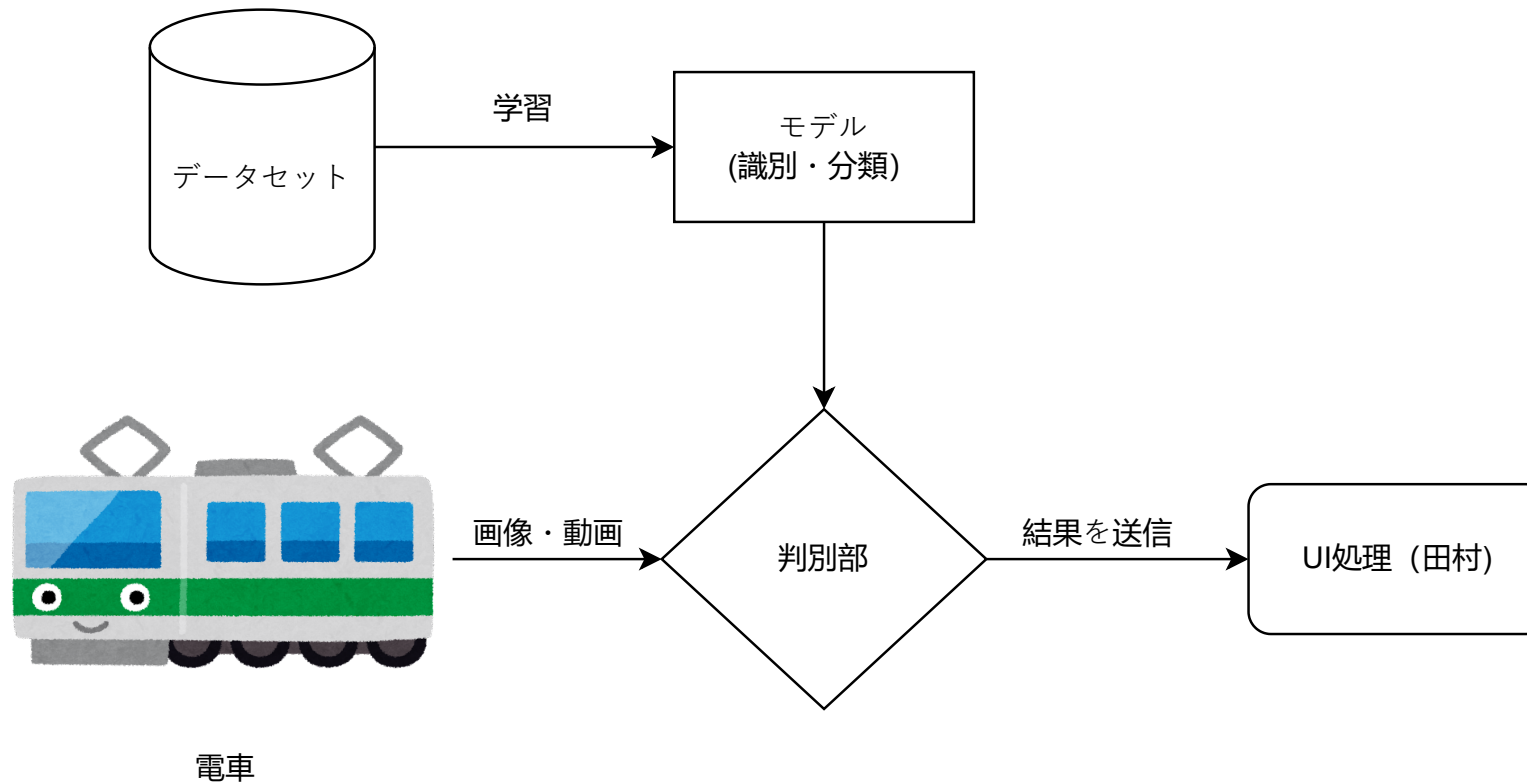 学習
データセット
モデル
(識別・分類)
画像・動画
判別部
結果を送信
UI処理（田村)
電車